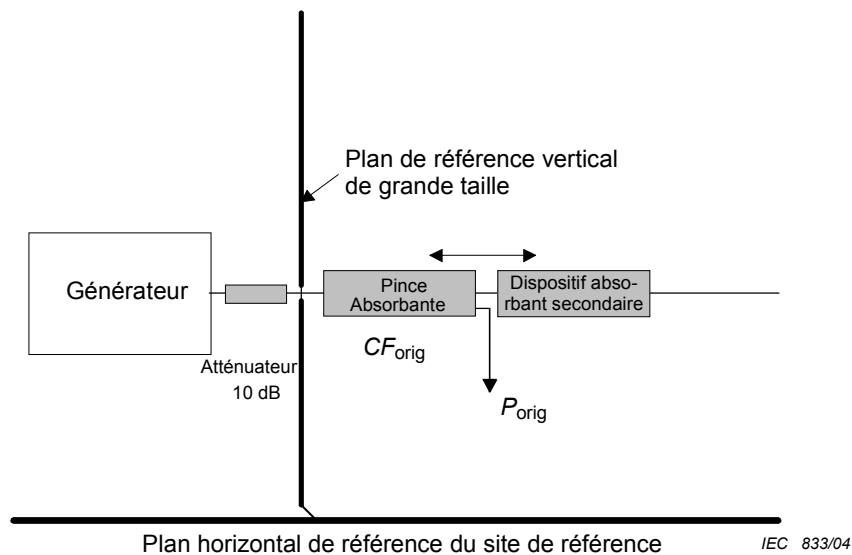 Plan de référence vertical
de grande taille
Générateur
Pince
Absorbante
Dispositif abso-
rbant secondaire
CForig
Atténuateur
10 dB
Porig
Plan horizontal de référence du site de référence
IEC 833/04